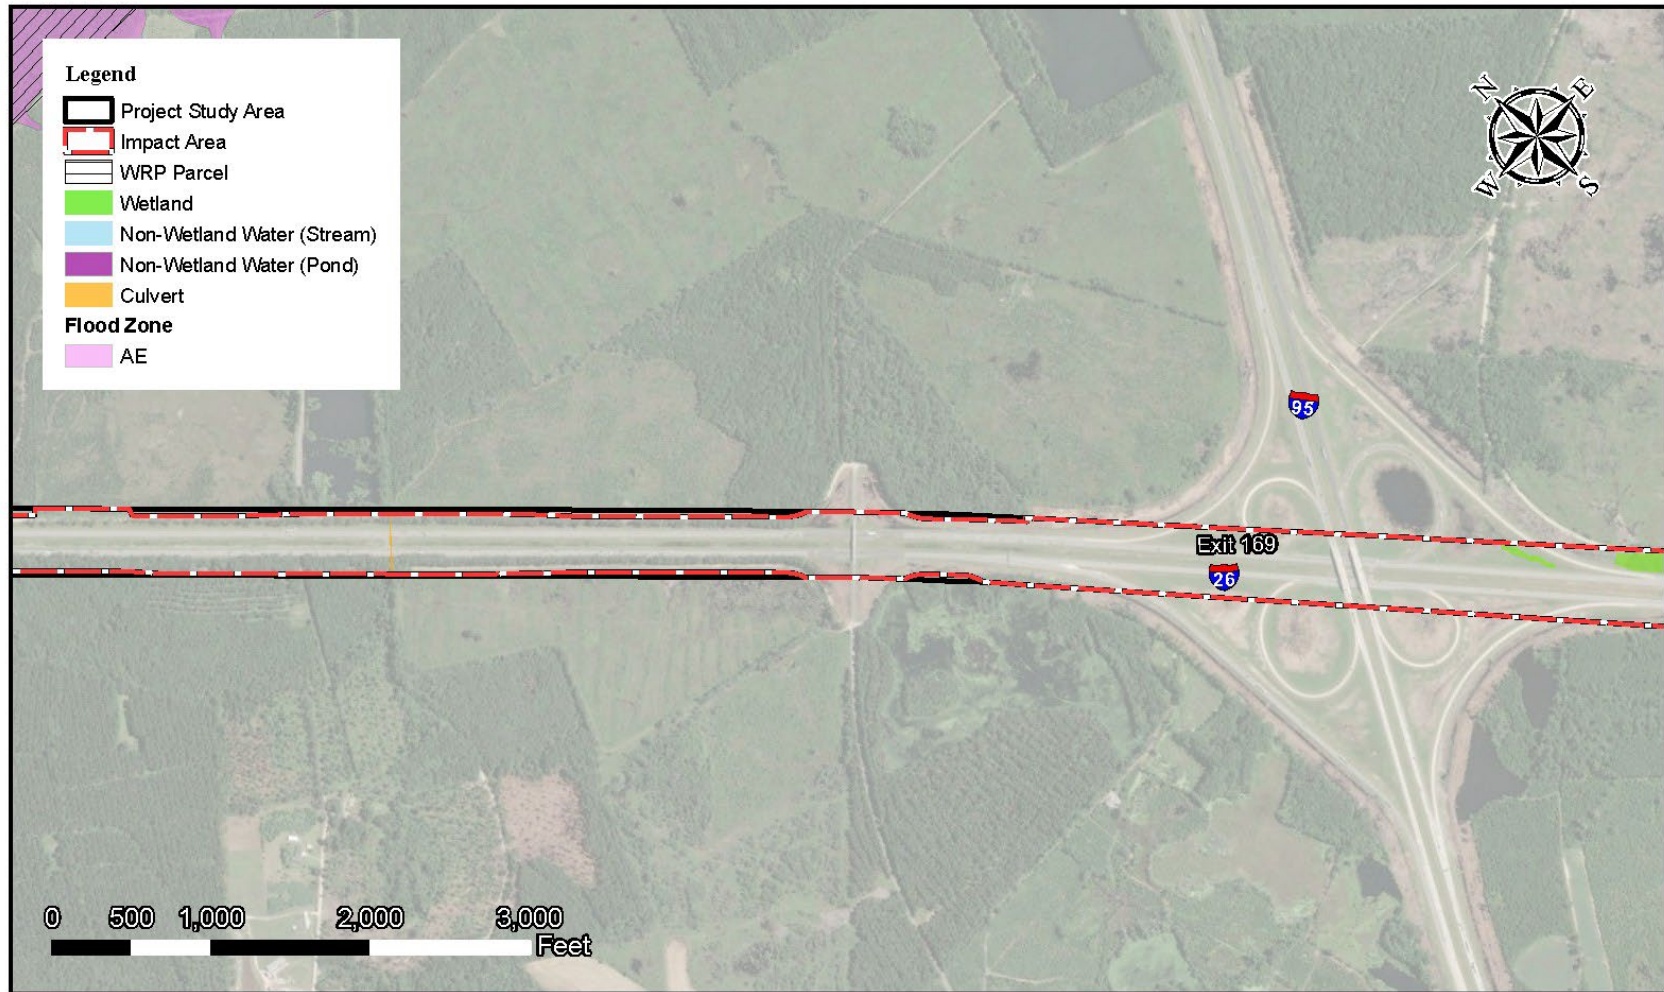 Legend
Project Study Area
Impact Area
WRP Parcel
Wetland
Non-Wetland Water (Stream)
Non-Wetland Water (Pond)
Culvert
Flood Zone
AE
N E
W S
95
Exit 169
26
0 500 1,000 2,000 3,000
Feet